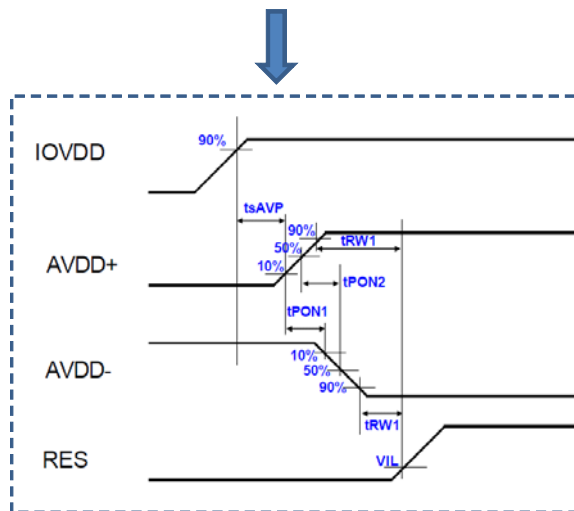 90%
IOVDD
tsAVP
90%
tRW1
50%
AVDD+
10%
tPON2
tPON1
10%
AVDD-
50%
90%
tRW1
RES
VIL